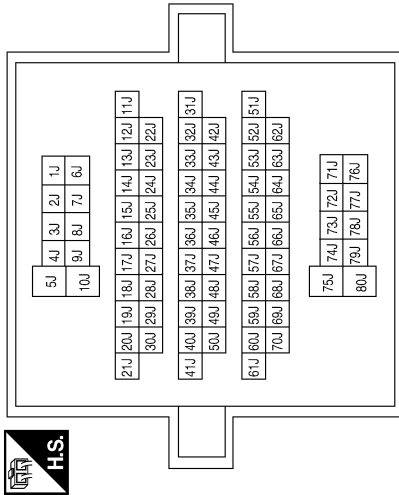 H.S.
5J 4J 3J 2J 1J
10J 9J 8J 7J 6J
21J 20J 19J 18J 17J 16J 15J 14J 13J 12J 11J
30J 29J 28J 27J 26J 25J 24J 23J 22J
41J 40J 39J 38J 37J 36J 35J 34J 33J 32J 31J
50J 49J 48J 47J 46J 45J 44J 43J 42J
61J 60J 59J 58J 57J 56J 55J 54J 53J 52J 51J
70J 69J 68J 67J 66J 65J 64J 63J 62J
75J 74J 73J 72J 71J
80J 79J 78J 77J 76J